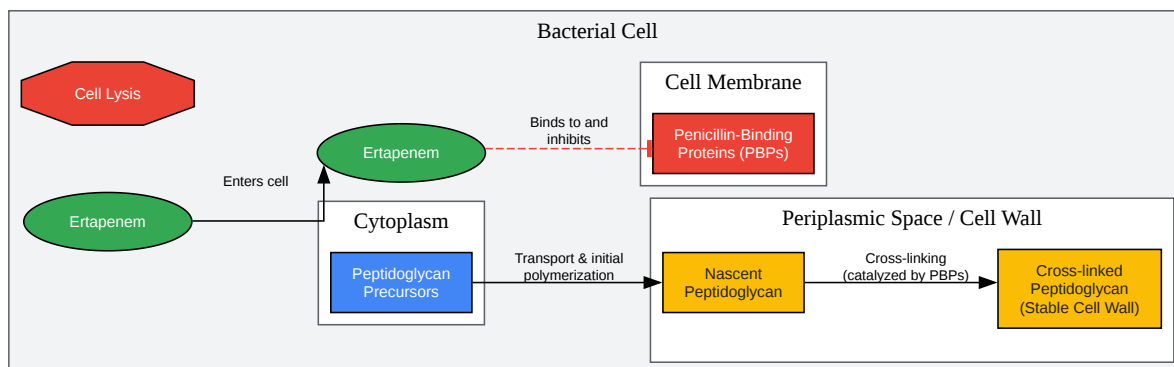 Bacterial Cell
Cell Lysis
Cell Membrane
Penicillin-Binding
Proteins (PBPs)
Binds to and
inhibits
Ertapenem
Enters cell
Ertapenem
Cytoplasm
Peptidoglycan
Precursors
Transport & initial
polymerization
Periplasmic Space / Cell Wall
Nascent
Peptidoglycan
Cross-linking
(catalyzed by PBPs)
Cross-linked
Peptidoglycan
(Stable Cell Wall)